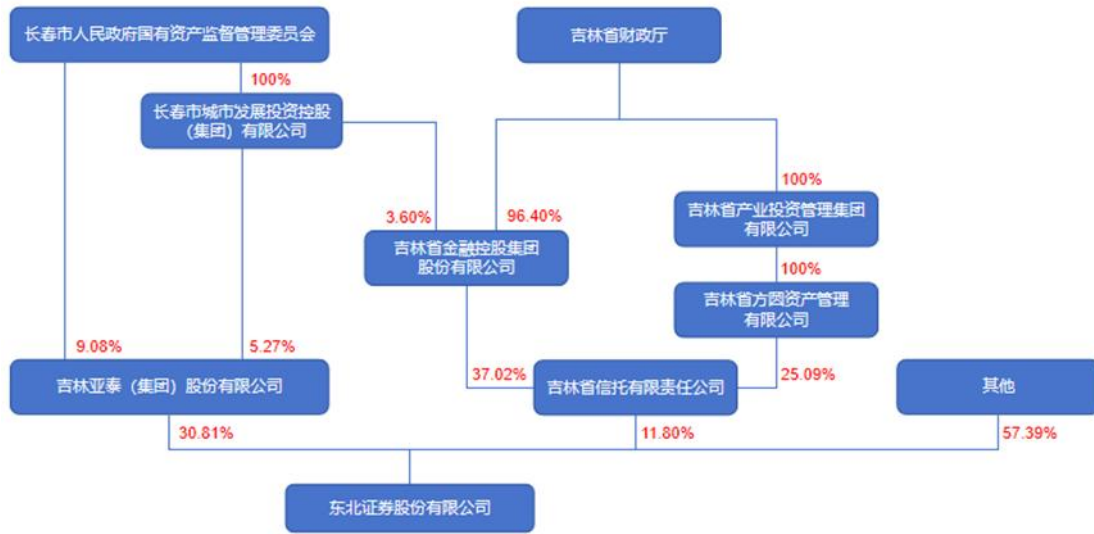 长春市人民政府国有资产监督管理委员会
吉林省财政厅
100%
长春市城市发展投资控股
（集团）有限公司
100%
3.60%
96.40%
吉林省产业投资管理集团
有限公司
吉林省金融控股集团
股份有限公司
100%
吉林省方圆资产管理
有限公司
9.08%
5.27%
吉林亚泰（集团）股份有限公司
37.02%
吉林省信托有限责任公司
25.09%
其他
30.81%
11.80%
57.39%
东北证券股份有限公司